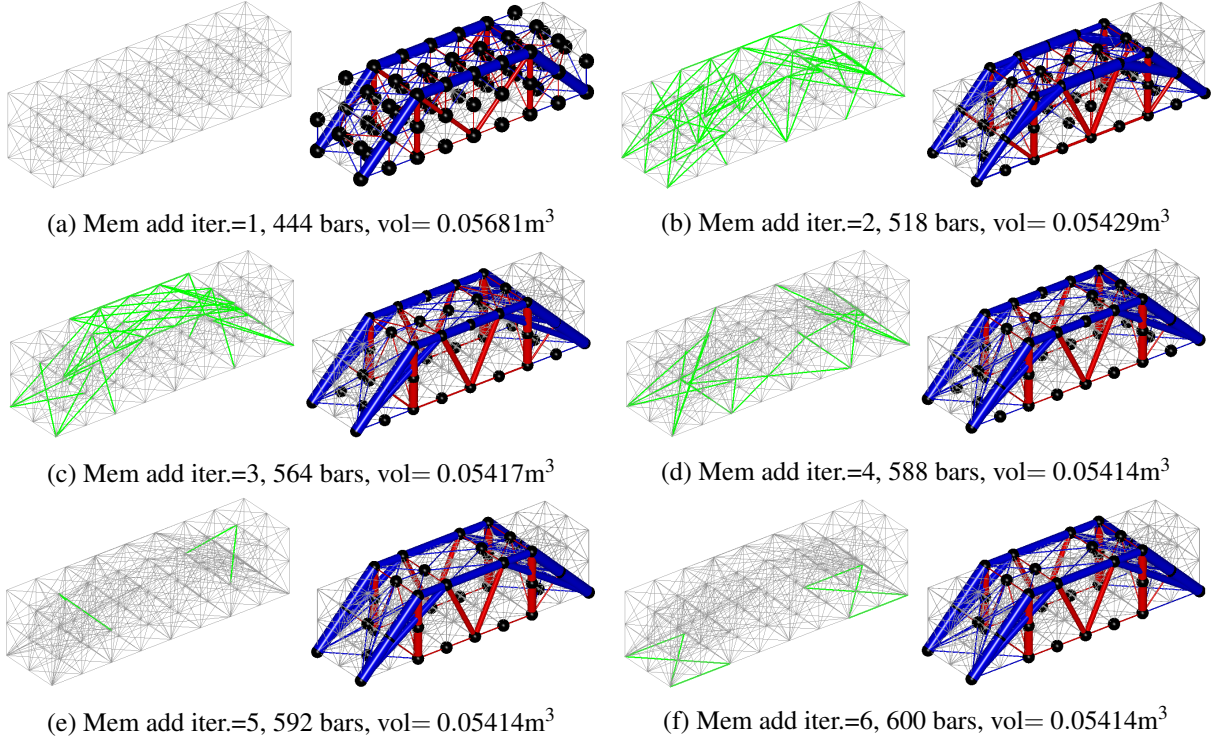 (a) Mem add iter.=1, 444 bars, vol= 0.05681m³
(b) Mem add iter.=2, 518 bars, vol= 0.05429m³
(c) Mem add iter.=3, 564 bars, vol= 0.05417m³
(d) Mem add iter.=4, 588 bars, vol= 0.05414m³
(e) Mem add iter.=5, 592 bars, vol= 0.05414m³
(f) Mem add iter.=6, 600 bars, vol= 0.05414m³